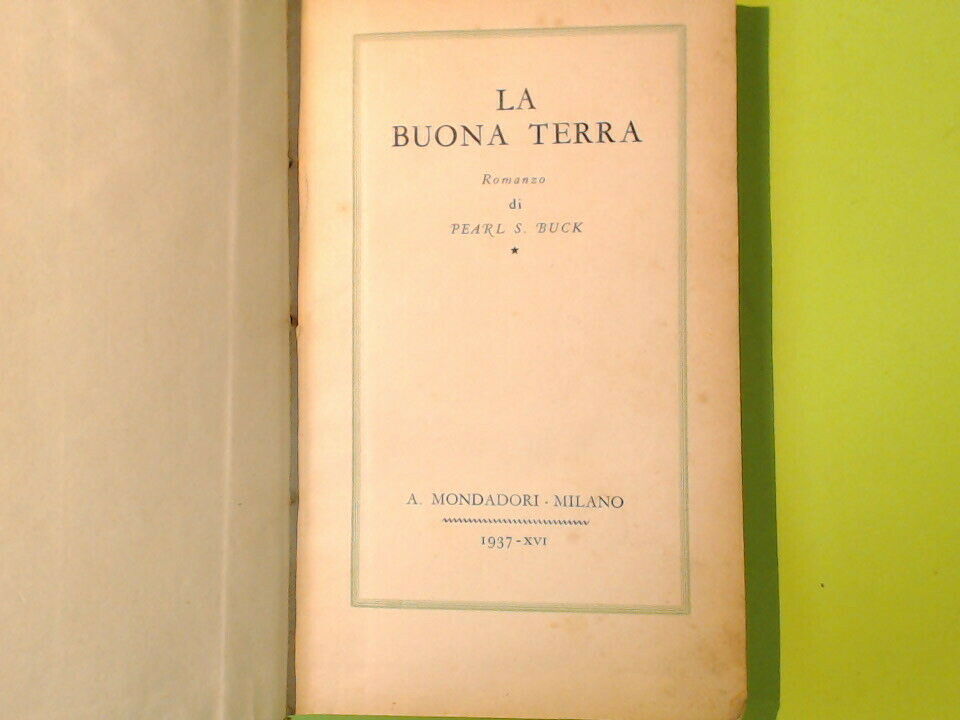 LA
BUONA TERRA
Romanzo
di
PEARL S. BUCK
★
A. MONDADORI · MILANO
1937 - XVI